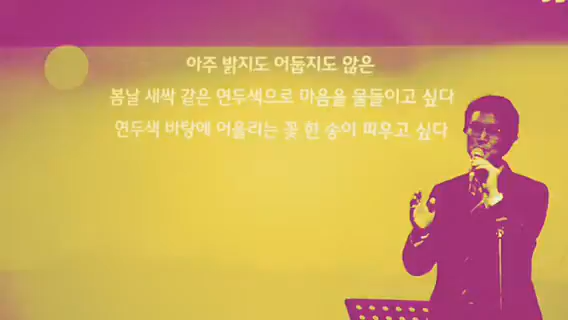 아주 밝지도 어둡지도 않은
봄날 새싹 같은 연두색으로 마음을 물들이고 싶다
연두색 바탕에 어울리는 꽃 한 송이 띄우고 싶다